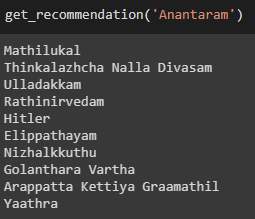 get_recommendation('Anantaram')
Mathilukal
Thinkalazhcha Nalla Divasam
Ulladakkam
Rathinirvedam
Hitler
Elippathayam
Nizhalkkuthu
Golanthara Vartha
Arappatta Kettiya Graamathil
Yaathra